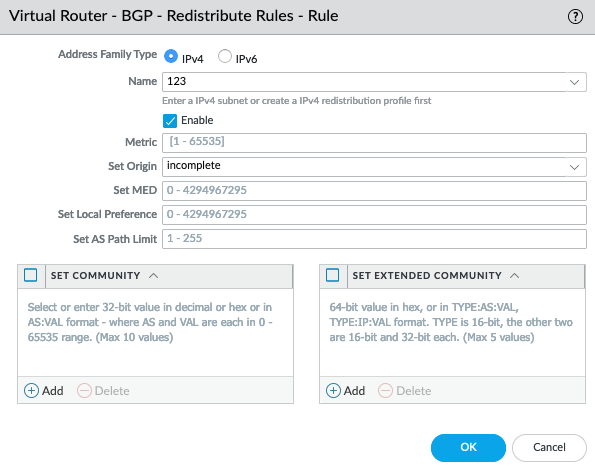 Virtual Router - BGP - Redistribute Rules - Rule
Address Family Type IPv4 IPv6
Name 123
Enter a IPv4 subnet or create a IPv4 redistribution profile first
Enable
Metric [1 - 65535]
Set Origin incomplete
Set MED 0 - 4294967295
Set Local Preference 0 - 4294967295
Set AS Path Limit 1 - 255
SET COMMUNITY
Select or enter 32-bit value in decimal or hex or in
AS:VAL format - where AS and VAL are each in 0 -
65535 range. (Max 10 values)
Add Delete
SET EXTENDED COMMUNITY
64-bit value in hex, or in TYPE:AS:VAL,
TYPE:IP:VAL format. TYPE is 16-bit, the other two
are 16-bit and 32-bit each. (Max 5 values)
Add Delete
OK Cancel